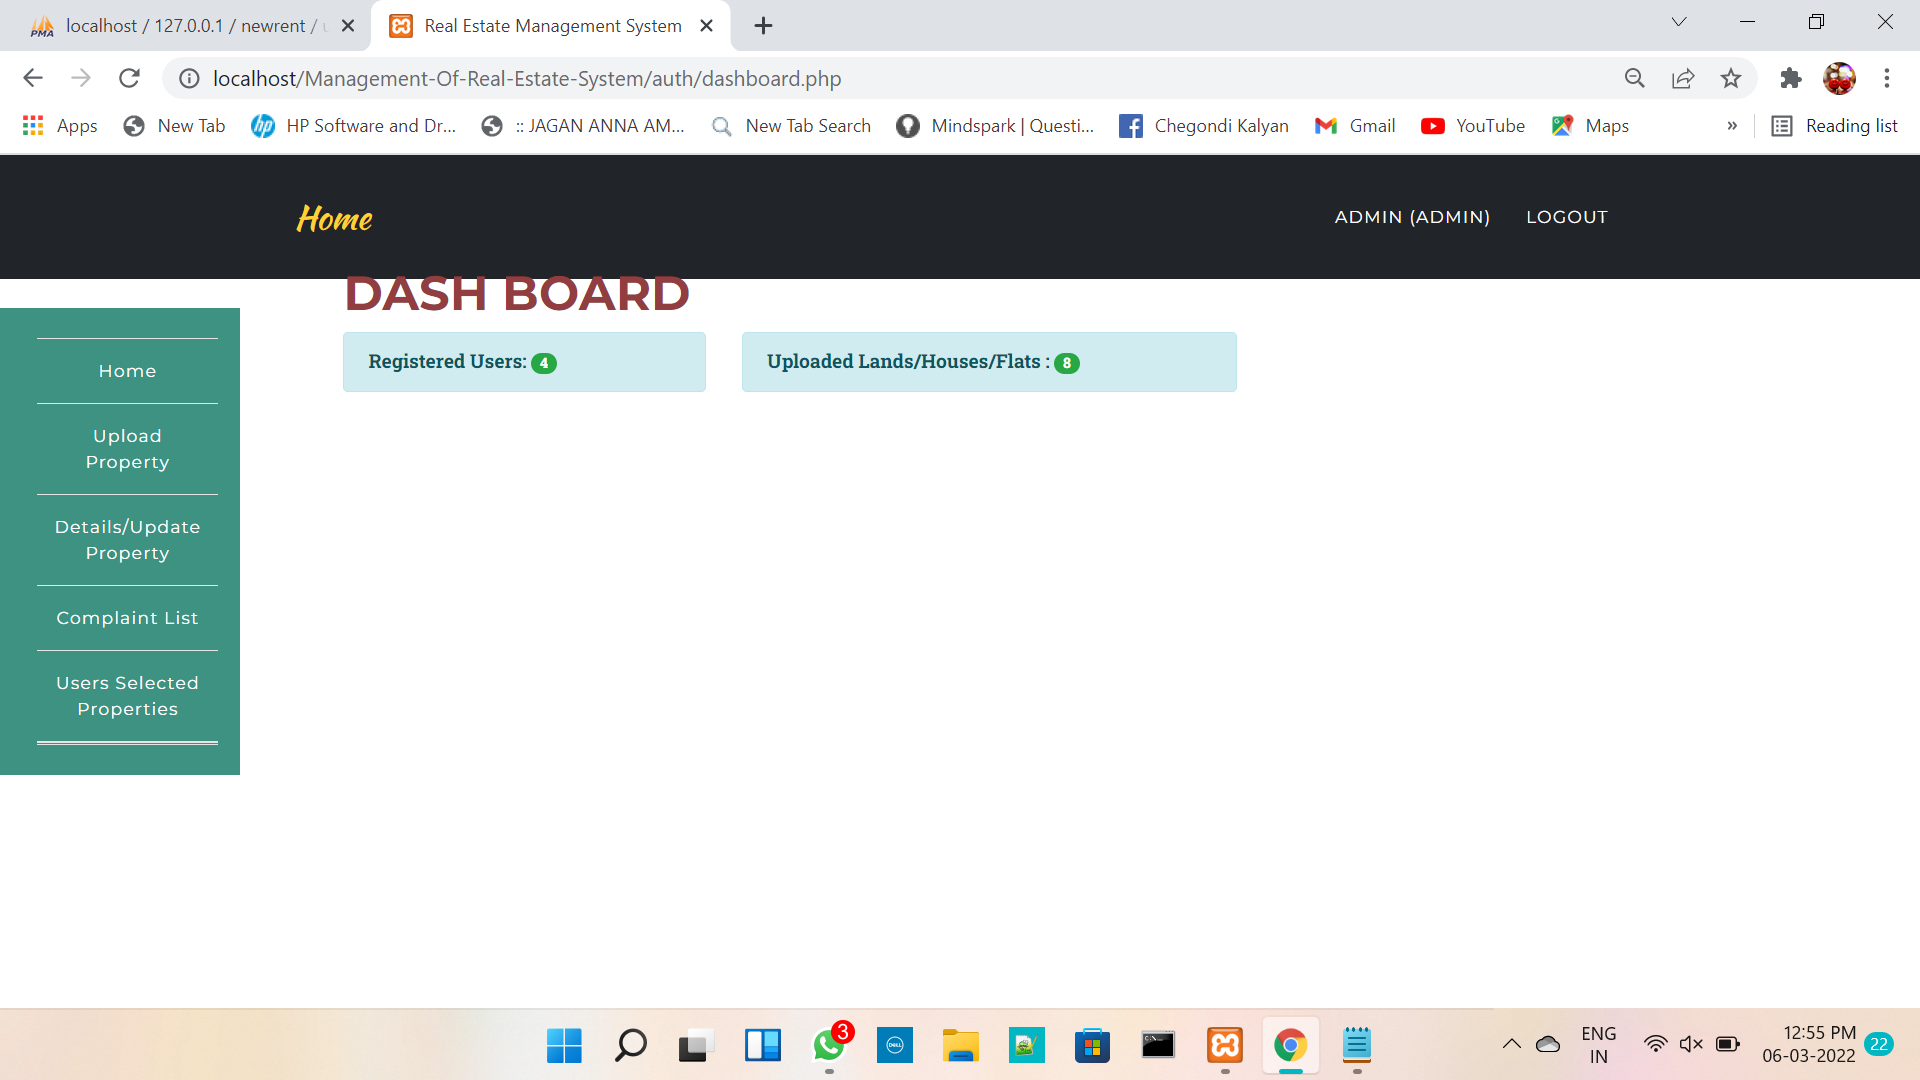 localhost / 127.0.0.1 / newrent /
Real Estate Management System
localhost/Management-Of-Real-Estate-System/auth/dashboard.php
Apps
New Tab
HP Software and Dr...
:: JAGAN ANNA AM...
New Tab Search
Mindspark | Questi...
Chegondi Kalyan
Gmail
YouTube
Maps
»
Reading list
Home
ADMIN (ADMIN)
LOGOUT
DASH BOARD
Registered Users: 4
Uploaded Lands/Houses/Flats : 8
Home
Upload
Property
Details/Update
Property
Complaint List
Users Selected
Properties
3
ENG
IN
12:55 PM
06-03-2022
22